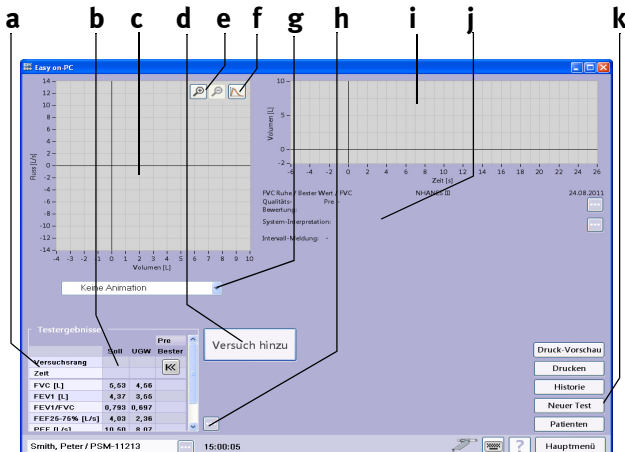 a b c d e f g h i j k
Easy on-PC
14
12
10
8
6
4
2
0
-2
-4
-6
-8
-10
-12
-14
Fluss [L/s]
-4 -3 -2 -1 0 1 2 3 4 5 6 7 8 9 10
Volumen [L]
10
5
0
-2
Volumen [L]
-6 -4 -2 0 2 4 6 8 10 12 14 16 18 20 22 24 26
Zeit [s]
FVC Ruhe / Bester Wert / FVC NHANES III 24.08.2011
Qualitäts- Pre -
Bewertung:
System-Interpretation:
Intervall-Meldung: -
Keine Animation
Testergebnisse
Pre
Soll UGW Bester
Versuchsrang
Zeit
FVC [L] 5,53 4,56
FEV1 [L] 4,37 3,55
FEV1/FVC 0,793 0,697
FEF25-75% [L/s] 4,03 2,36
PEF [L/s] 10,50 8,07
Versuch hinzu
Druck-Vorschau
Drucken
Historie
Neuer Test
Patienten
Smith, Peter / PSM-11213 ... 15:00:05 ? Hauptmenü